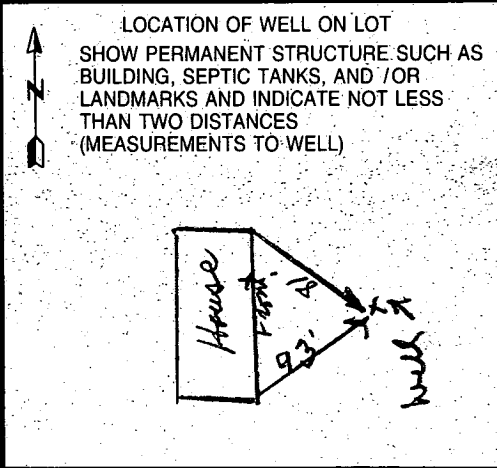 LOCATION OF WELL ON LOT
SHOW PERMANENT STRUCTURE SUCH AS
BUILDING, SEPTIC TANKS, AND /OR
LANDMARKS AND INDICATE NOT LESS
THAN TWO DISTANCES
(MEASUREMENTS TO WELL)
N
House
Front
93'
Well